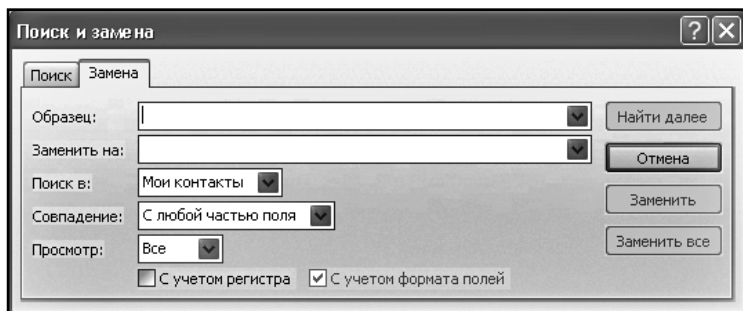 Поиск и замена
Поиск Замена
Образец: Найти далее
Заменить на: Отмена
Поиск в: Мои контакты Заменить
Совпадение: С любой частью поля
Просмотр: Все Заменить все
С учетом регистра С учетом формата полей